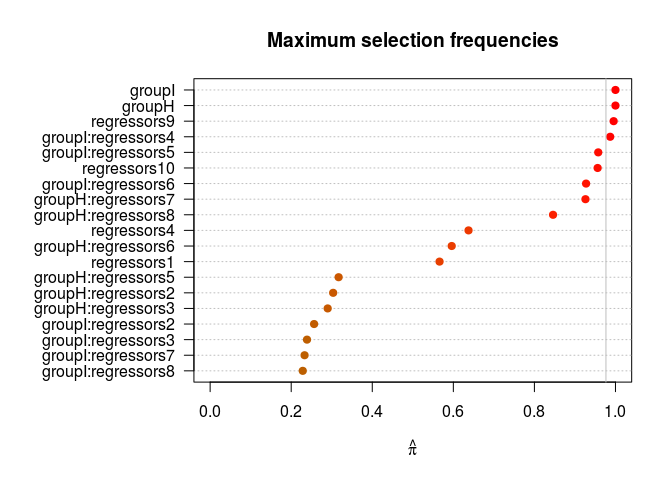 Maximum selection frequencies
groupI
groupH
regressors9
groupI:regressors4
groupI:regressors5
regressors10
groupI:regressors6
groupH:regressors7
groupH:regressors8
regressors4
groupH:regressors6
regressors1
groupH:regressors5
groupH:regressors2
groupH:regressors3
groupI:regressors2
groupI:regressors3
groupI:regressors7
groupI:regressors8
0.0 0.2 0.4 0.6 0.8 1.0
π̂